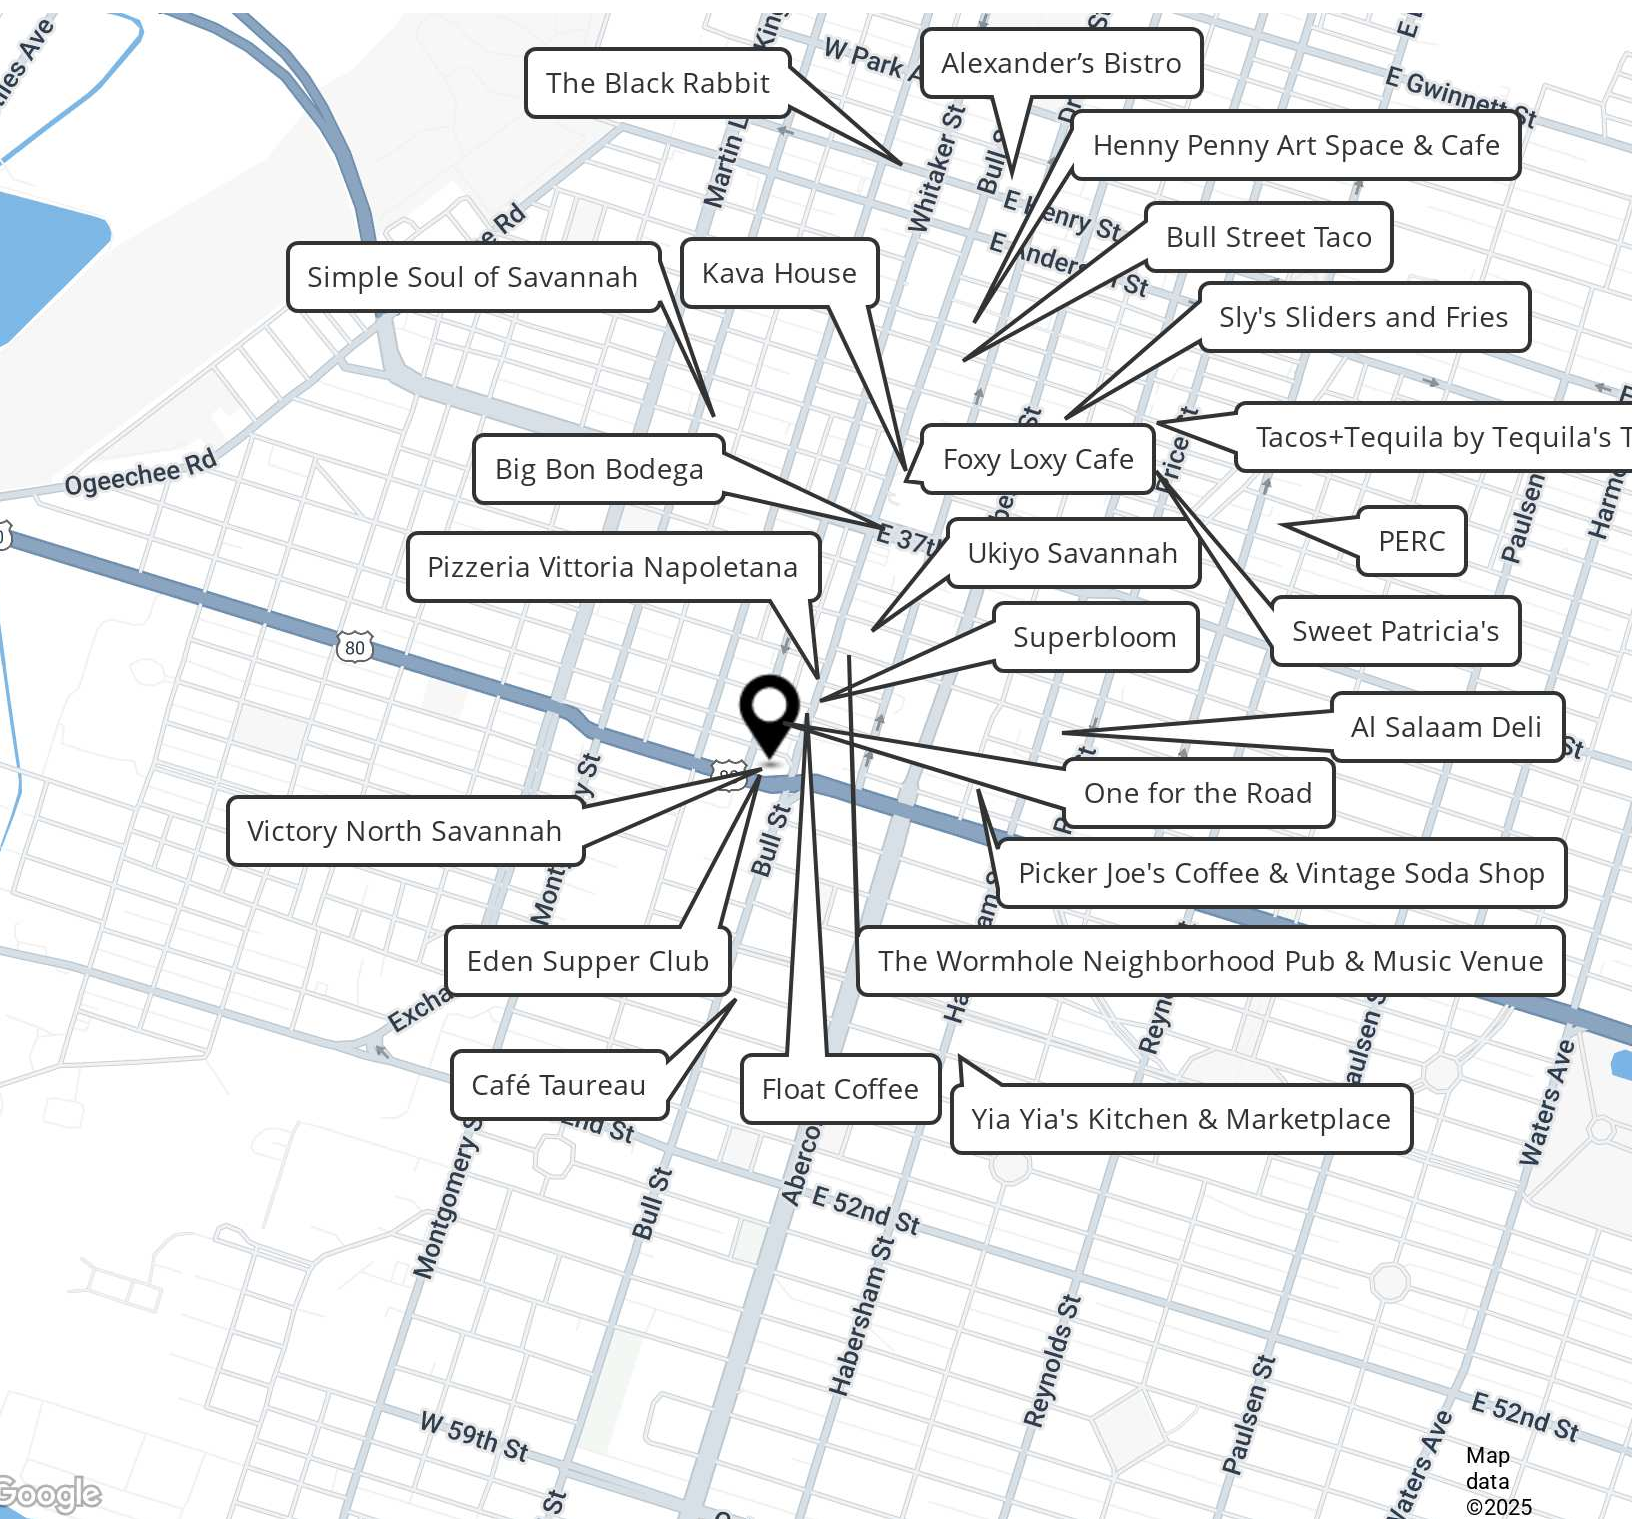 W Park A
E Gwinnett St
The Black Rabbit
Alexander’s Bistro
Henny Penny Art Space & Cafe
Whitaker St
E Henry St
Bull Street Taco
Simple Soul of Savannah
Kava House
Sly's Sliders and Fries
Foxy Loxy Cafe
Tacos+Tequila by Tequila's T
Ogeechee Rd
Big Bon Bodega
Price St
Paulsen
E 37th
Ukiyo Savannah
PERC
Pizzeria Vittoria Napoletana
Sweet Patricia's
Superbloom
80
Al Salaam Deli
St
One for the Road
Victory North Savannah
Bull St
Picker Joe's Coffee & Vintage Soda Shop
Eden Supper Club
The Wormhole Neighborhood Pub & Music Venue
Café Taureau
Float Coffee
Yia Yia's Kitchen & Marketplace
Waters Ave
Montgomery S
Bull St
E 52nd St
Habersham St
Reynolds St
Paulsen St
E 52nd St
W 59th St
Waters Ave
St
Google
Map
data
©2025